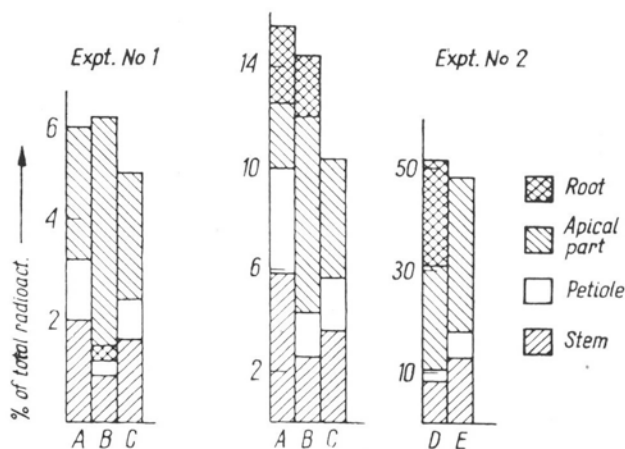 Expt. No 1
Expt. No 2
% of total radioact.
6
4
2
A B C
14
10
6
2
A B C
50
30
10
D E
Root
Apical
part
Petiole
Stem